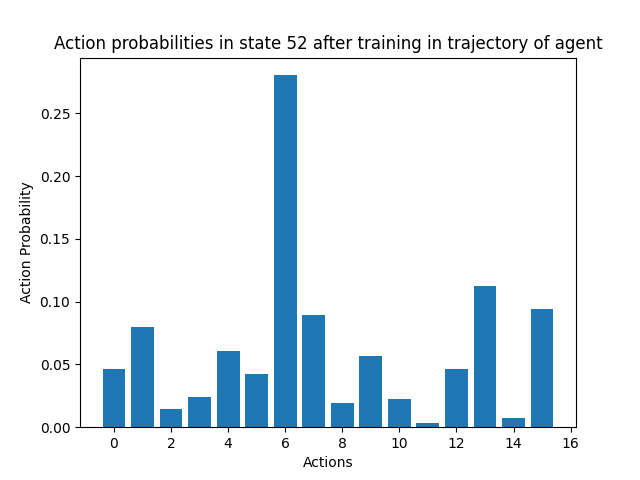 Action probabilities in state 52 after training in trajectory of agent
Action Probability
0.25
0.20
0.15
0.10
0.05
0.00
0 2 4 6 8 10 12 14 16
Actions